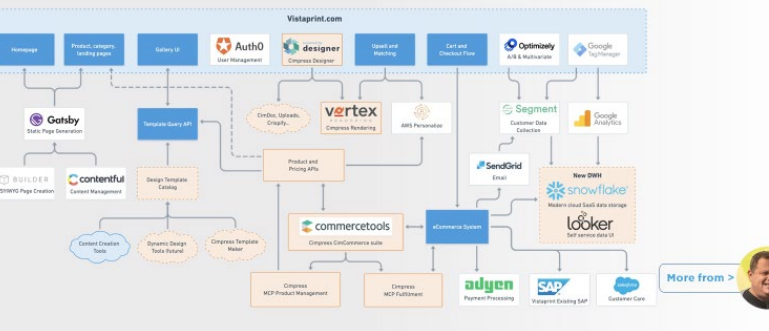 Vistaprint.com
Homepage
Product, category,
landing pages
Gallery UI
Auth0
User Management
designer
Cimpress Designer
Upsell and
Matching
Cart and
Checkout Flow
Optimizely
A/B & Multivariate
Google
Tag Manager
Gatsby
Static Page Generation
Template Query API
CimDoc, Uploads,
Crispify...
vortex
Cimpress Rendering
AWS Personalize
Segment
Customer Data
Collection
Google
Analytics
BUILDER
WYSIWYG Page Creation
contentful
Content Management
Design Template
Catalog
Product and
Pricing APIs
SendGrid
Email
New DWH
snowflake
Modern cloud SaaS data storage
looker
Self service data UI
Content Creation
Tools
Dynamic Design
Tools (future)
Cimpress Template
Maker
commercetools
Cimpress CimCommerce suite
eCommerce System
Cimpress
MCP Product Management
Cimpress
MCP Fulfillment
adyen
Payment Processing
SAP
Vistaprint Existing SAP
salesforce
Customer Care
More from >